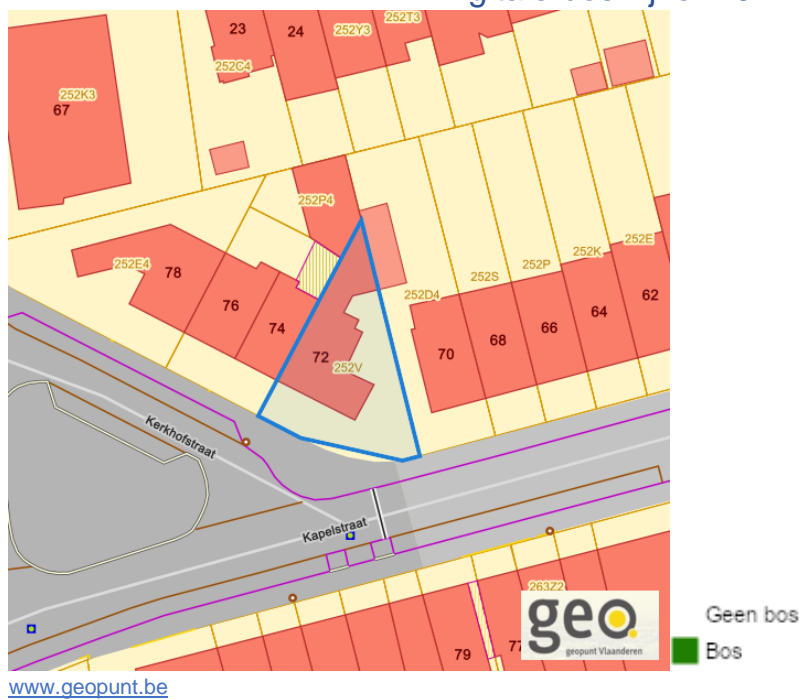 23
24
252Y3
252T3
252C4
252K3
67
252P4
252E4
78
76
74
72
252V
252D4
252S
252P
252K
252E
70
68
66
64
62
Kerkhofstraat
Kapelstraat
263Z2
79
77
geo
geopunt Vlaanderen
Geen bos
Bos
www.geopunt.be